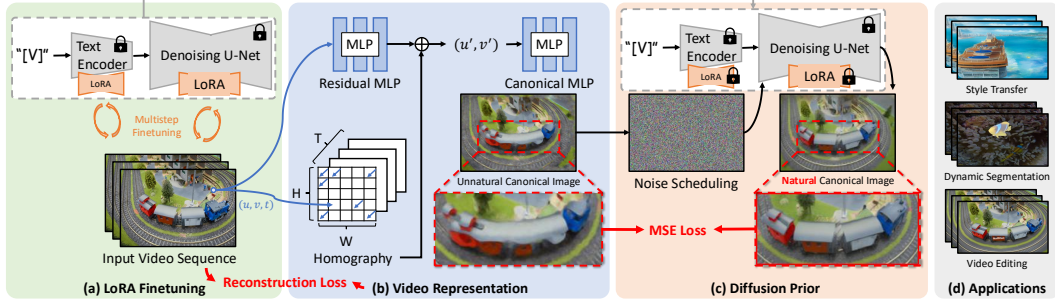 "[V]"
Text
Encoder
LoRA
Denoising U-Net
LoRA
Multistep
Finetuning
(u, v, t)
Input Video Sequence
(a) LoRA Finetuning
Reconstruction Loss
MLP
Residual MLP
(u′, v′)
MLP
Canonical MLP
T
H
W
Homography
Unnatural Canonical Image
(b) Video Representation
"[V]"
Text
Encoder
LoRA
Denoising U-Net
LoRA
Noise Scheduling
Natural Canonical Image
MSE Loss
(c) Diffusion Prior
Style Transfer
Dynamic Segmentation
Video Editing
(d) Applications